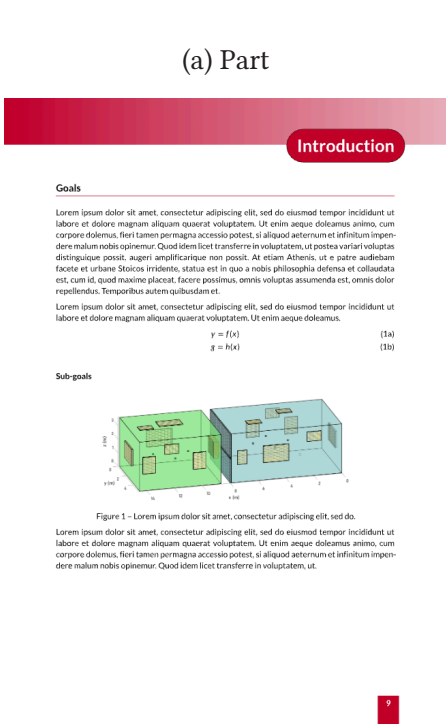 (a) Part
Introduction
Goals
Lorem ipsum dolor sit amet, consectetur adipiscing elit, sed do eiusmod tempor incididunt ut
labore et dolore magnam aliquam quaerat voluptatem. Ut enim aeque doleamus animo, cum
corpore dolemus, fieri tamen permagna accessio potest, si aliquod aeternum et infinitum impen-
dere malum nobis opinemur. Quod idem licet transferre in voluptatem, ut postea variari voluptas
distinguique possit, augeri amplificarique non possit. At etiam Athenis, ut e patre audiebam
facete et urbane Stoicos irridente, statua est in quo a nobis philosophia defensa et collaudata
est, cum id, quod maxime placeat, facere possimus, omnis voluptas assumenda est, omnis dolor
repellendus. Temporibus autem quibusdam et.
Lorem ipsum dolor sit amet, consectetur adipiscing elit, sed do eiusmod tempor incididunt ut
labore et dolore magnam aliquam quaerat voluptatem. Ut enim aeque doleamus.
y = f(x) (1a)
g = h(x) (1b)
Sub-goals
z [m]
y [m]
x [m]
Figure 1 – Lorem ipsum dolor sit amet, consectetur adipiscing elit, sed do.
Lorem ipsum dolor sit amet, consectetur adipiscing elit, sed do eiusmod tempor incididunt ut
labore et dolore magnam aliquam quaerat voluptatem. Ut enim aeque doleamus animo, cum
corpore dolemus, fieri tamen permagna accessio potest, si aliquod aeternum et infinitum impen-
dere malum nobis opinemur. Quod idem licet transferre in voluptatem, ut.
9